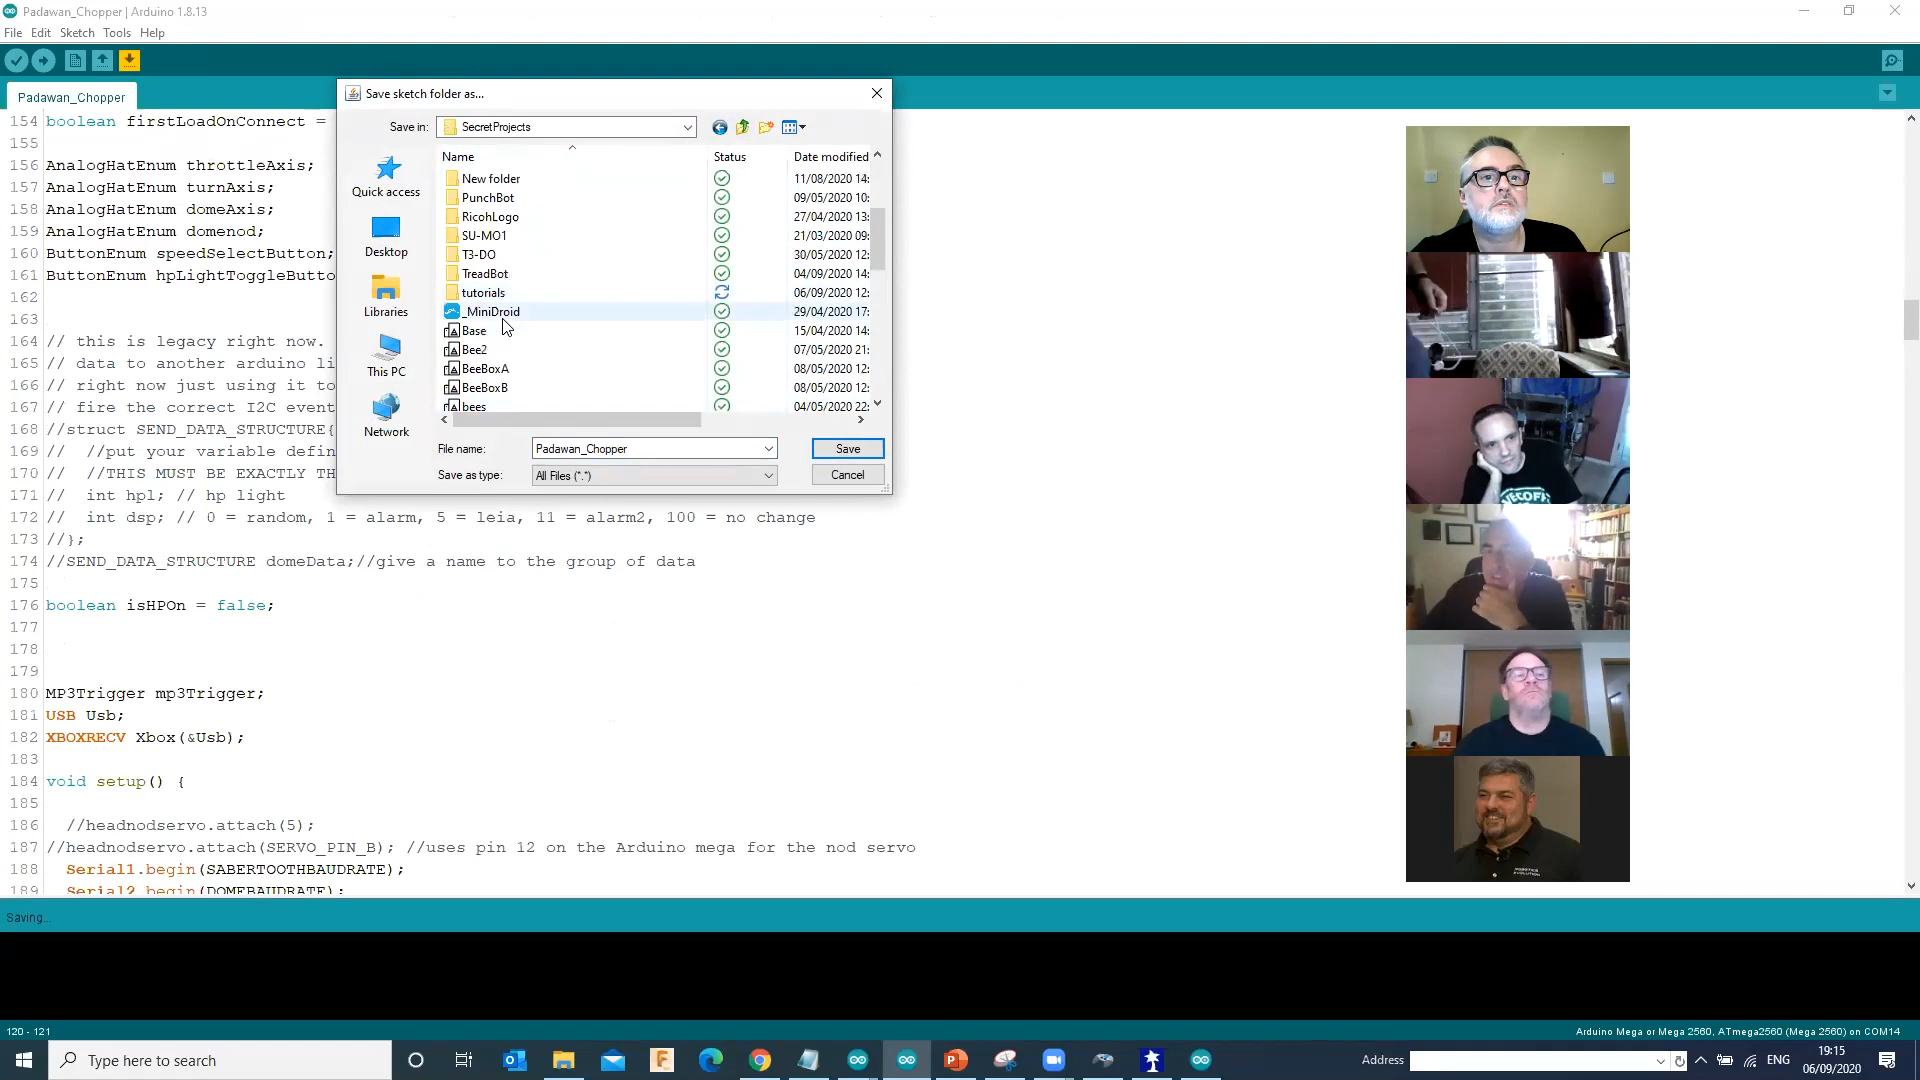 Padawan_Chopper | Arduino 1.8.13
File Edit Sketch Tools Help
Padawan_Chopper
154 boolean firstLoadOnConnect =
155
156 AnalogHatEnum throttleAxis;
157 AnalogHatEnum turnAxis;
158 AnalogHatEnum domeAxis;
159 AnalogHatEnum domenod;
160 ButtonEnum speedSelectButton;
161 ButtonEnum hpLightToggleButto
162
163
164 // this is legacy right now.
165 // data to another arduino li
166 // right now just using it to
167 // fire the correct I2C event
168 //struct SEND_DATA_STRUCTURE{
169 //  //put your variable defin
170 //  //THIS MUST BE EXACTLY TH
171 //  int hpl; // hp light
172 //  int dsp; // 0 = random, 1 = alarm, 5 = leia, 11 = alarm2, 100 = no change
173 //};
174 //SEND_DATA_STRUCTURE domeData;//give a name to the group of data
175
176 boolean isHPOn = false;
177
178
179
180 MP3Trigger mp3Trigger;
181 USB Usb;
182 XBOXRECV Xbox(&Usb);
183
184 void setup() {
185
186   //headnodservo.attach(5);
187 //headnodservo.attach(SERVO_PIN_B); //uses pin 12 on the Arduino mega for the nod servo
188   Serial1.begin(SABERTOOTHBAUDRATE);
189   Serial2.begin(DOMEBAUDRATE);
Save sketch folder as...
Save in: SecretProjects
Quick access
Desktop
Libraries
This PC
Network
Name Status Date modified
New folder 11/08/2020 14:
PunchBot 09/05/2020 10:
RicohLogo 27/04/2020 13:
SU-MO1 21/03/2020 09:
T3-DO 30/05/2020 12:
TreadBot 04/09/2020 14:
tutorials 06/09/2020 12:
_MiniDroid 29/04/2020 17:
Base 15/04/2020 14:
Bee2 07/05/2020 21:
BeeBoxA 08/05/2020 12:
BeeBoxB 08/05/2020 12:
bees 04/05/2020 22:
File name: Padawan_Chopper Save
Save as type: All Files (*.*) Cancel
Saving...
120 - 121
Arduino Mega or Mega 2560, ATmega2560 (Mega 2560) on COM14
Type here to search
Address
ENG
19:15
06/09/2020